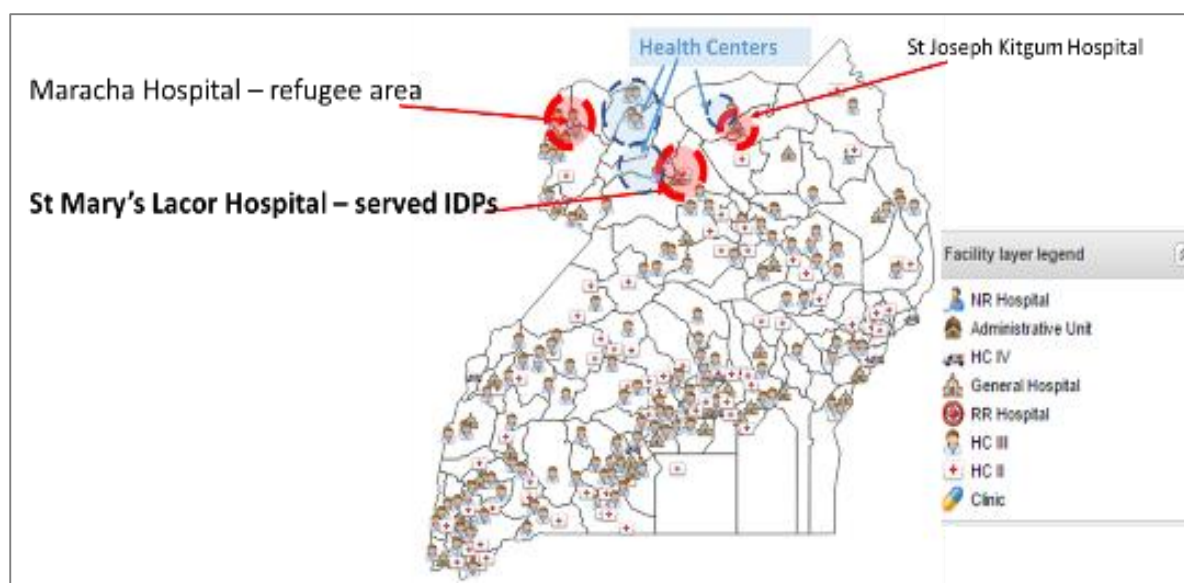 Health Centers
St Joseph Kitgum Hospital
Maracha Hospital – refugee area
St Mary's Lacor Hospital – served IDPs
Facility layer legend
NR Hospital
Administrative Unit
HC IV
General Hospital
RR Hospital
HC III
HC II
Clinic